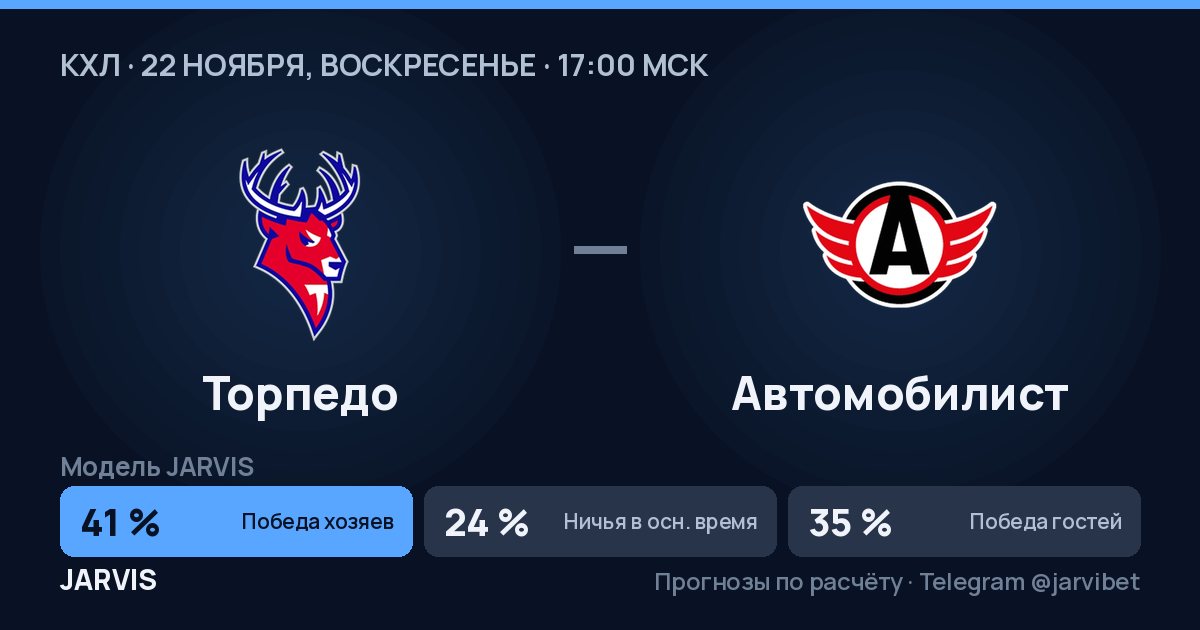 КХЛ · 22 НОЯБРЯ, ВОСКРЕСЕНЬЕ · 17:00 МСК
Т
А
—
Торпедо
Автомобилист
Модель JARVIS
41 % Победа хозяев
24 % Ничья в осн. время
35 % Победа гостей
JARVIS
Прогнозы по расчёту · Telegram @jarvibet